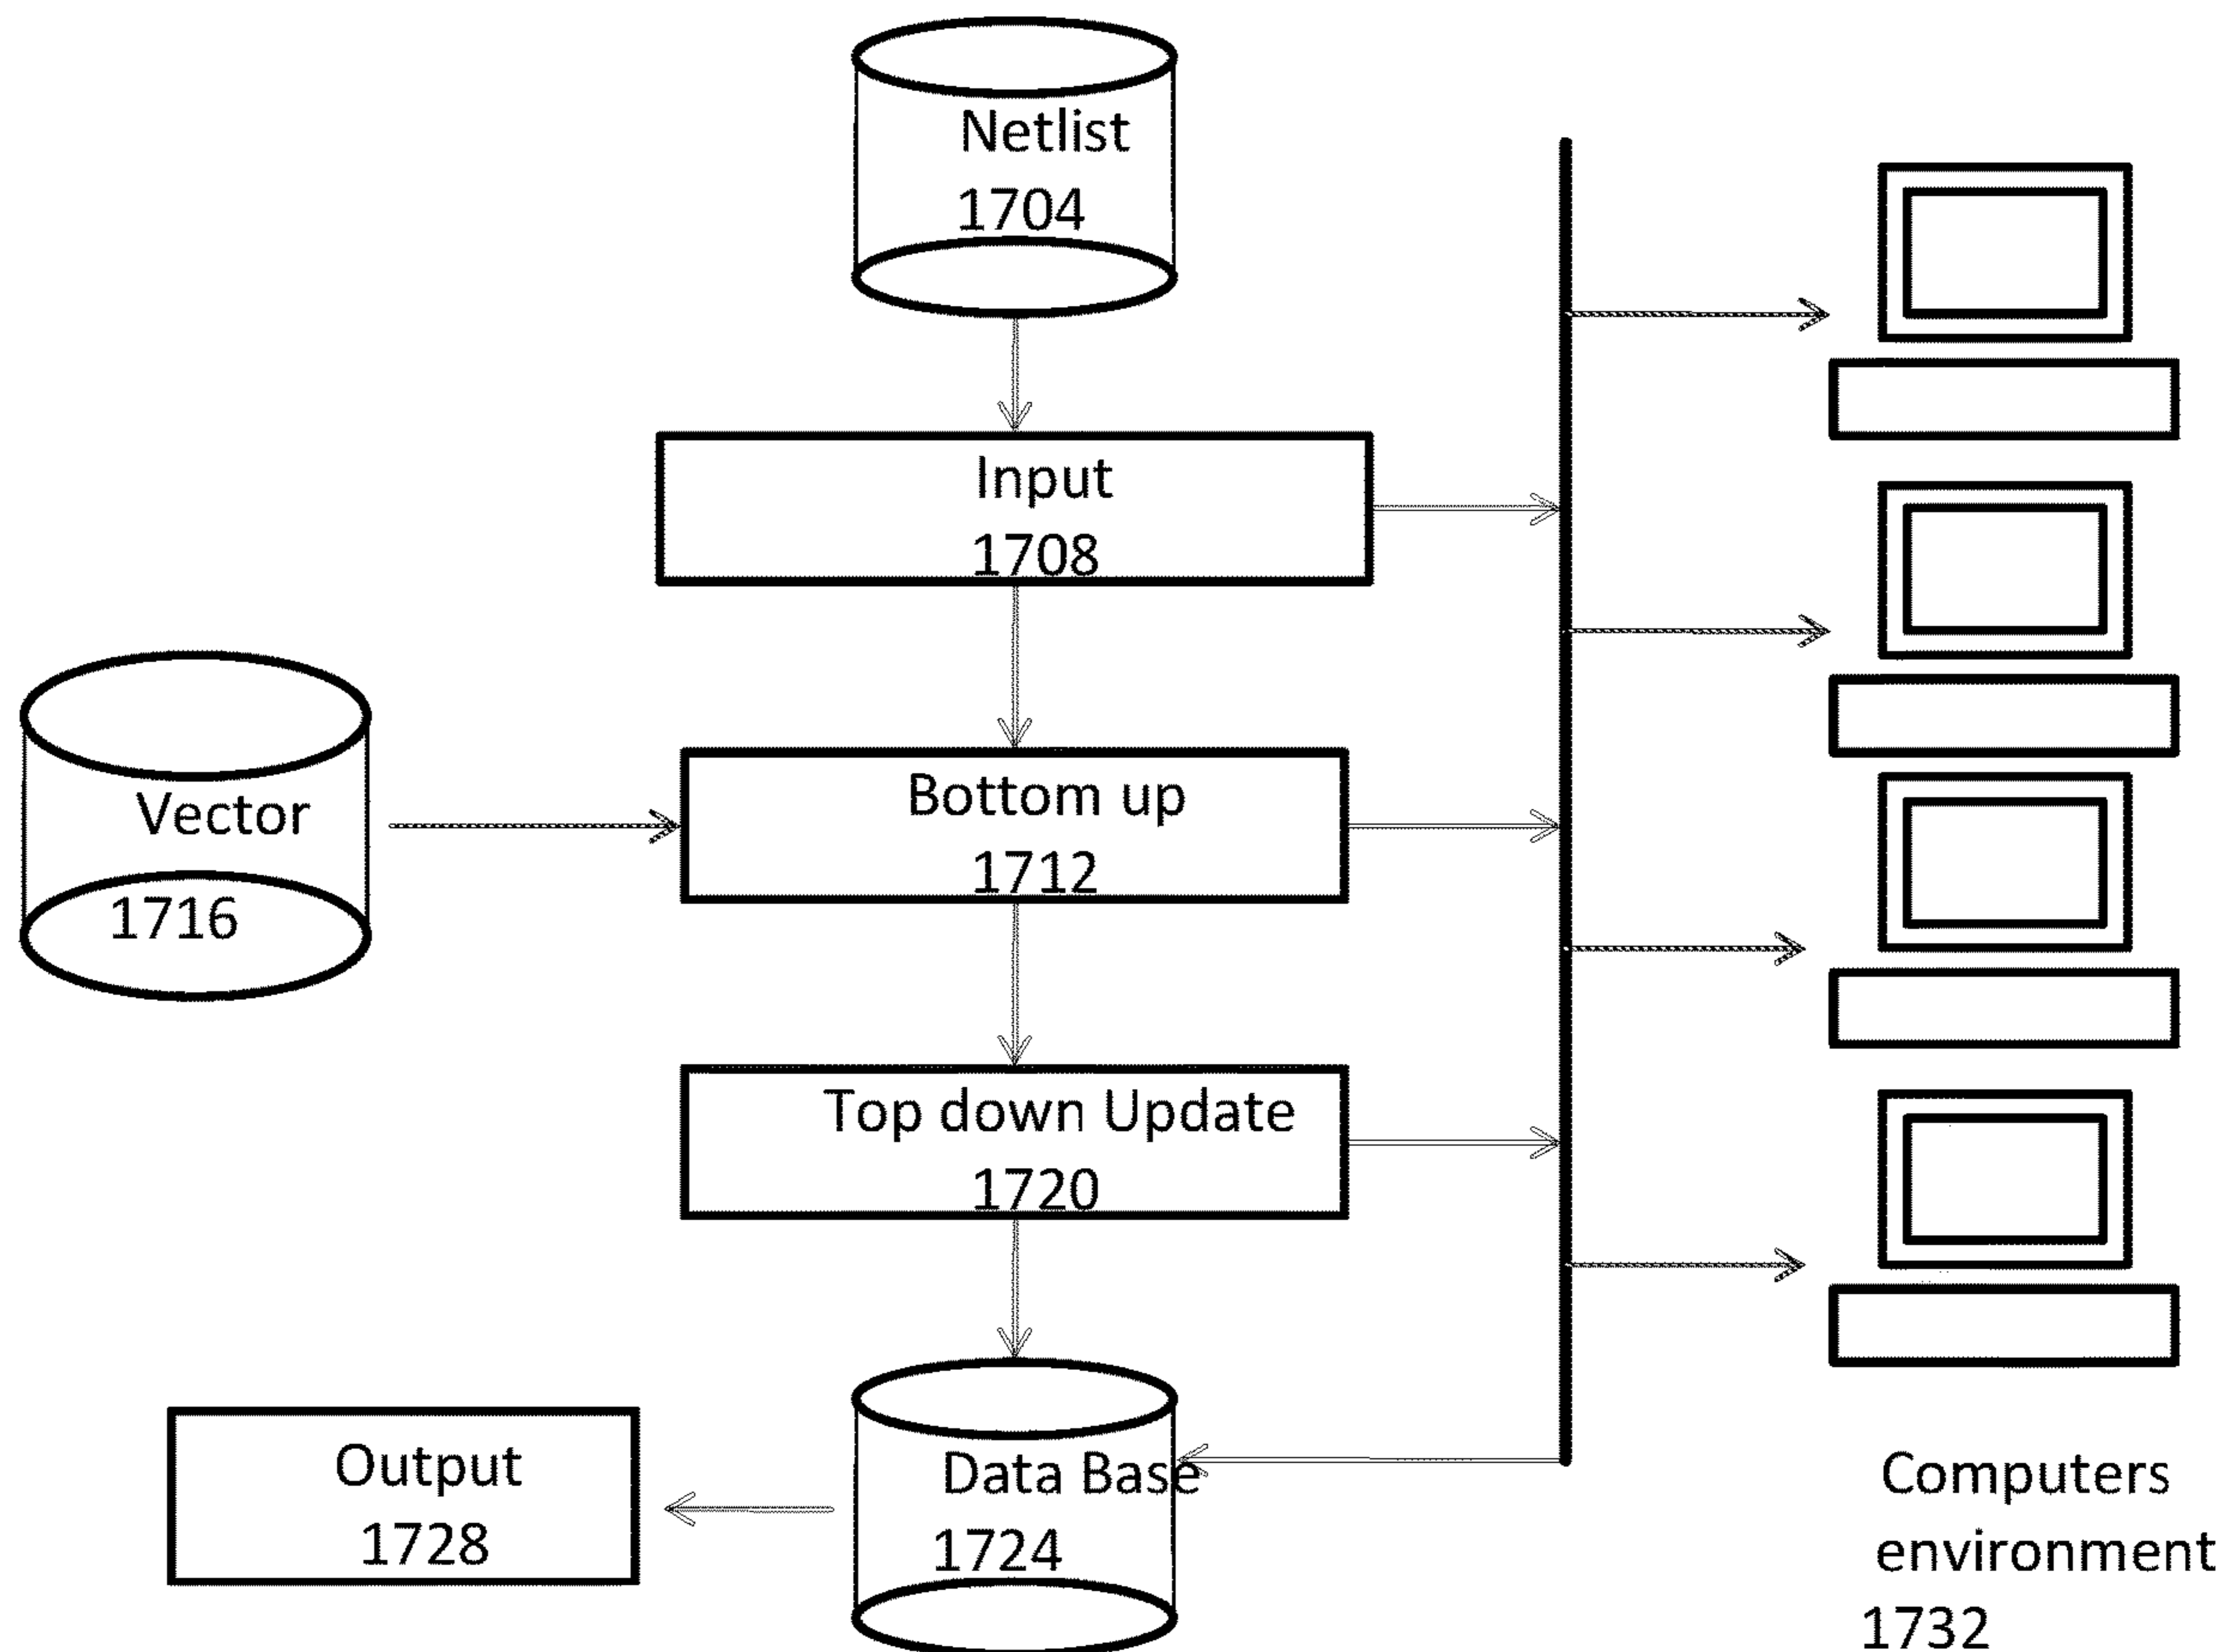 Netlist
1704
Input
1708
Vector
1716
Bottom up
1712
Top down Update
1720
Output
1728
Data Base
1724
Computers
environment
1732